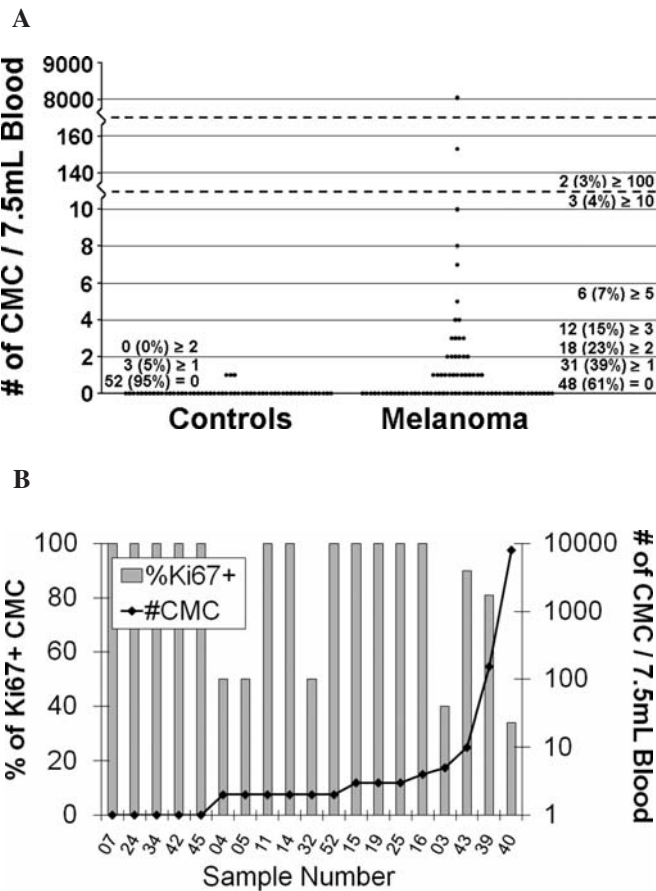 A
# of CMC / 7.5mL Blood
9000
8000
160
140
10
8
6
4
2
0
2 (3%) ≥ 100
3 (4%) ≥ 10
6 (7%) ≥ 5
0 (0%) ≥ 2
12 (15%) ≥ 3
18 (23%) ≥ 2
3 (5%) ≥ 1
31 (39%) ≥ 1
52 (95%) = 0
48 (61%) = 0
Controls Melanoma
B
% of Ki67+ CMC
100
80
60
40
20
0
%Ki67+
#CMC
10000
1000
100
10
1
# of CMC / 7.5mL Blood
07 24 34 42 45 04 05 11 14 32 52 15 19 25 16 03 43 39 40
Sample Number